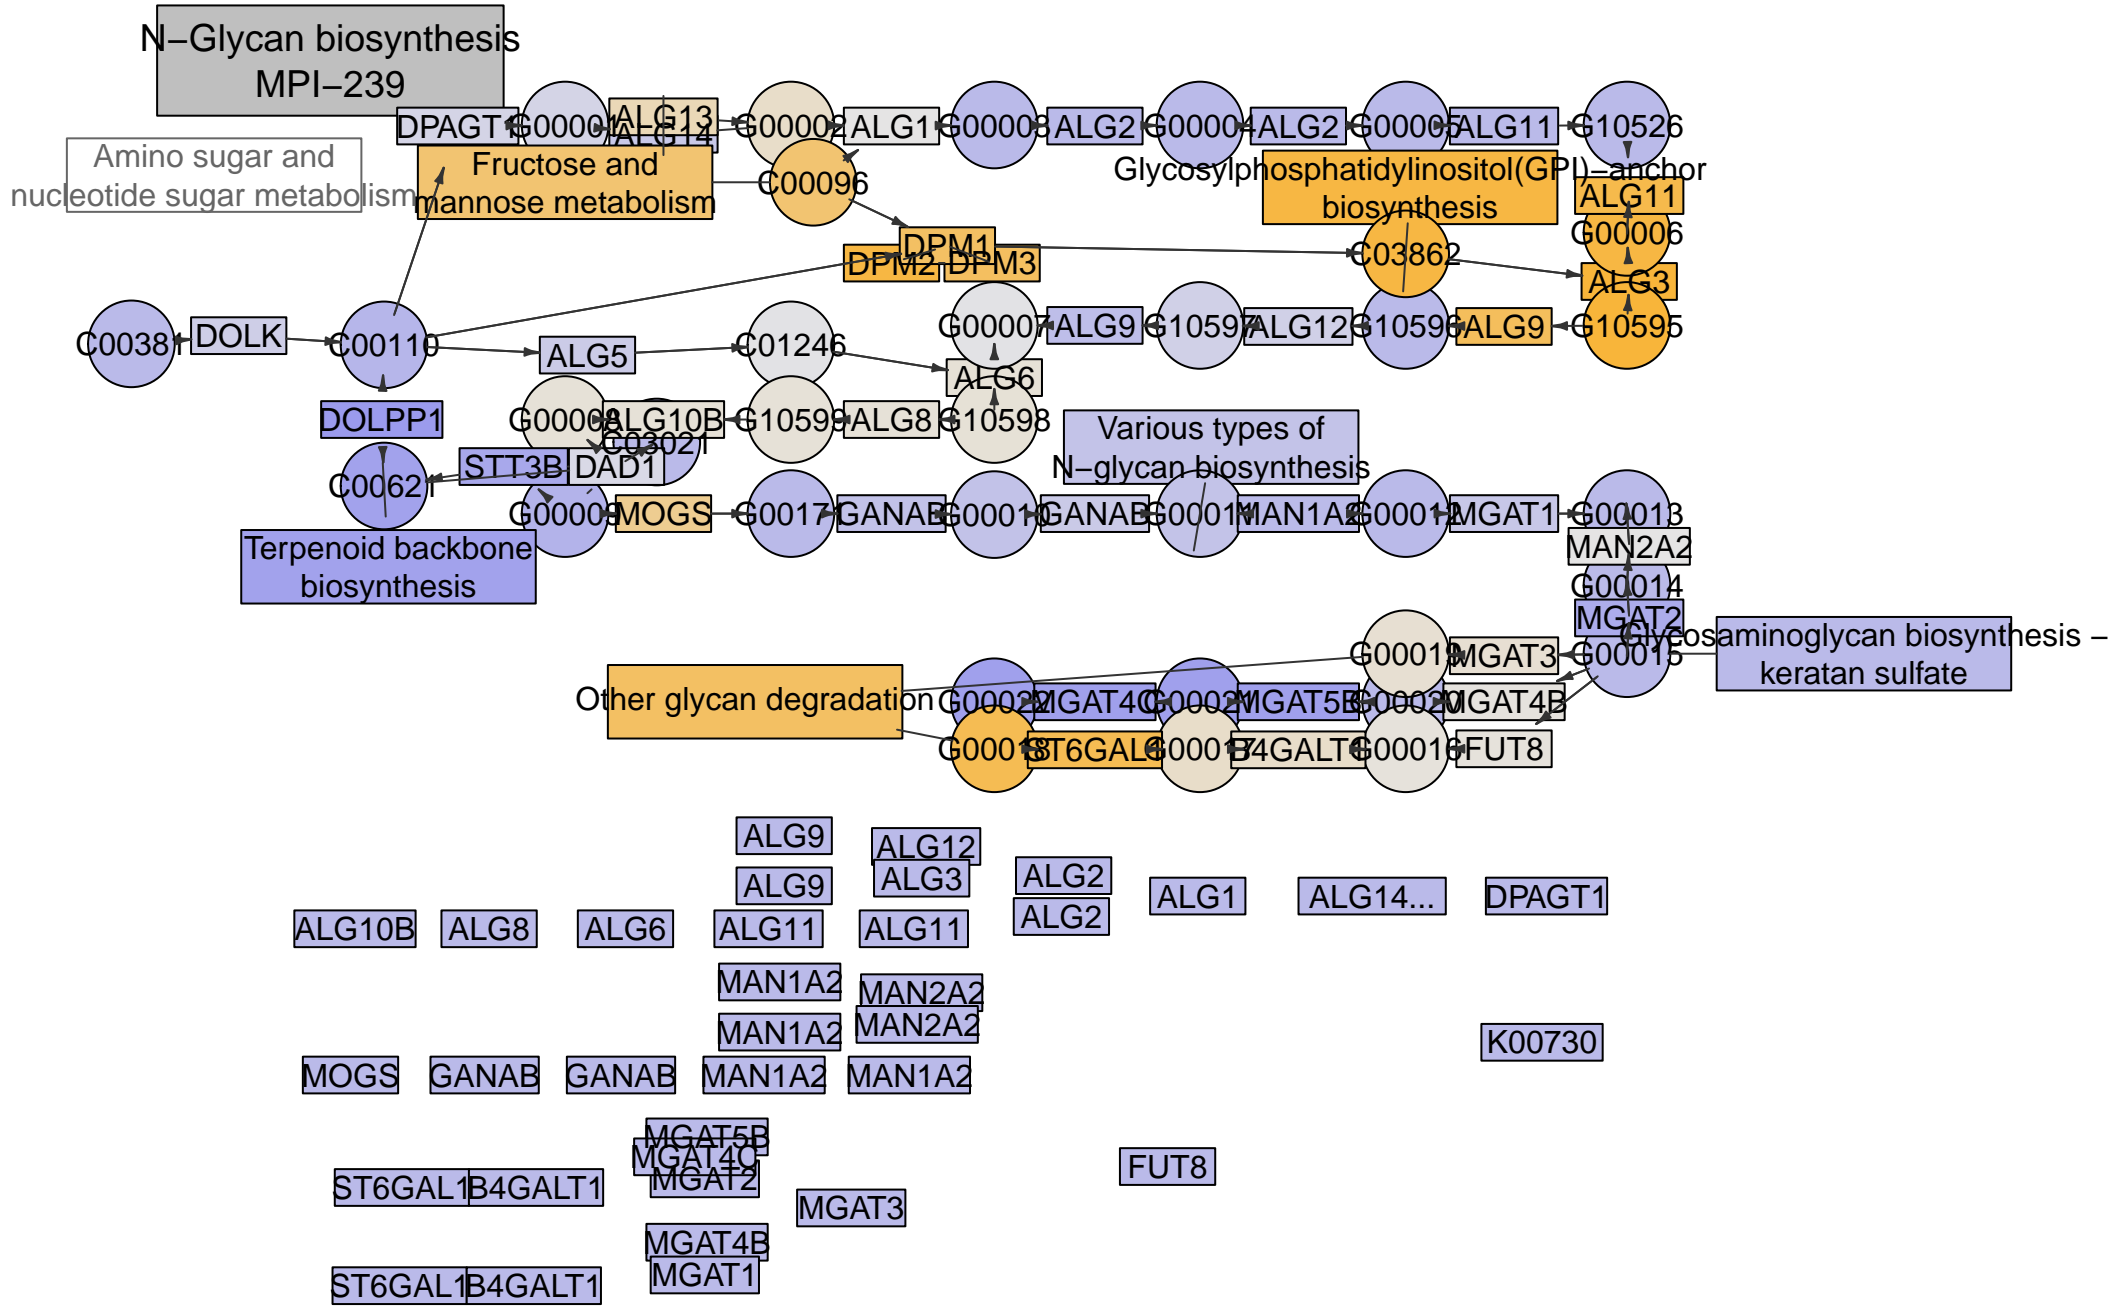 N−Glycan biosynthesis
MPI−239
DPAGT1
G00001
ALG13
ALG14
G00002
ALG1
G00003
ALG2
G00004
ALG2
G00005
ALG11
G10526
Amino sugar and
nucleotide sugar metabolism
Fructose and
mannose metabolism
C00096
Glycosylphosphatidylinositol(GPI)−anchor
biosynthesis
ALG11
G00006
DPM1
DPM2
DPM3
C03862
ALG3
C00381
DOLK
C00110
ALG5
C01246
G00007
ALG9
G10597
ALG12
G10596
ALG9
G10595
ALG6
DOLPP1
G00008
ALG10B
C03021
G10599
ALG8
G10598
Various types of
N−glycan biosynthesis
STT3B
DAD1
C00621
G00009
MOGS
G00171
GANAB
G00010
GANAB
G00011
MAN1A2
G00012
MGAT1
G00013
MAN2A2
Terpenoid backbone
biosynthesis
G00014
MGAT2
Glycosaminoglycan biosynthesis −
keratan sulfate
G00019
MGAT3
G00015
Other glycan degradation
G00022
MGAT4C
G00021
MGAT5B
G00020
MGAT4B
G00018
ST6GAL1
G00017
B4GALT1
G00016
FUT8
ALG9
ALG12
ALG9
ALG3
ALG2
ALG1
ALG14...
DPAGT1
ALG10B
ALG8
ALG6
ALG11
ALG11
ALG2
MAN1A2
MAN2A2
MAN1A2
MAN2A2
K00730
MOGS
GANAB
GANAB
MAN1A2
MAN1A2
MGAT5B
MGAT4C
MGAT2
FUT8
ST6GAL1
B4GALT1
MGAT3
MGAT4B
MGAT1
ST6GAL1
B4GALT1